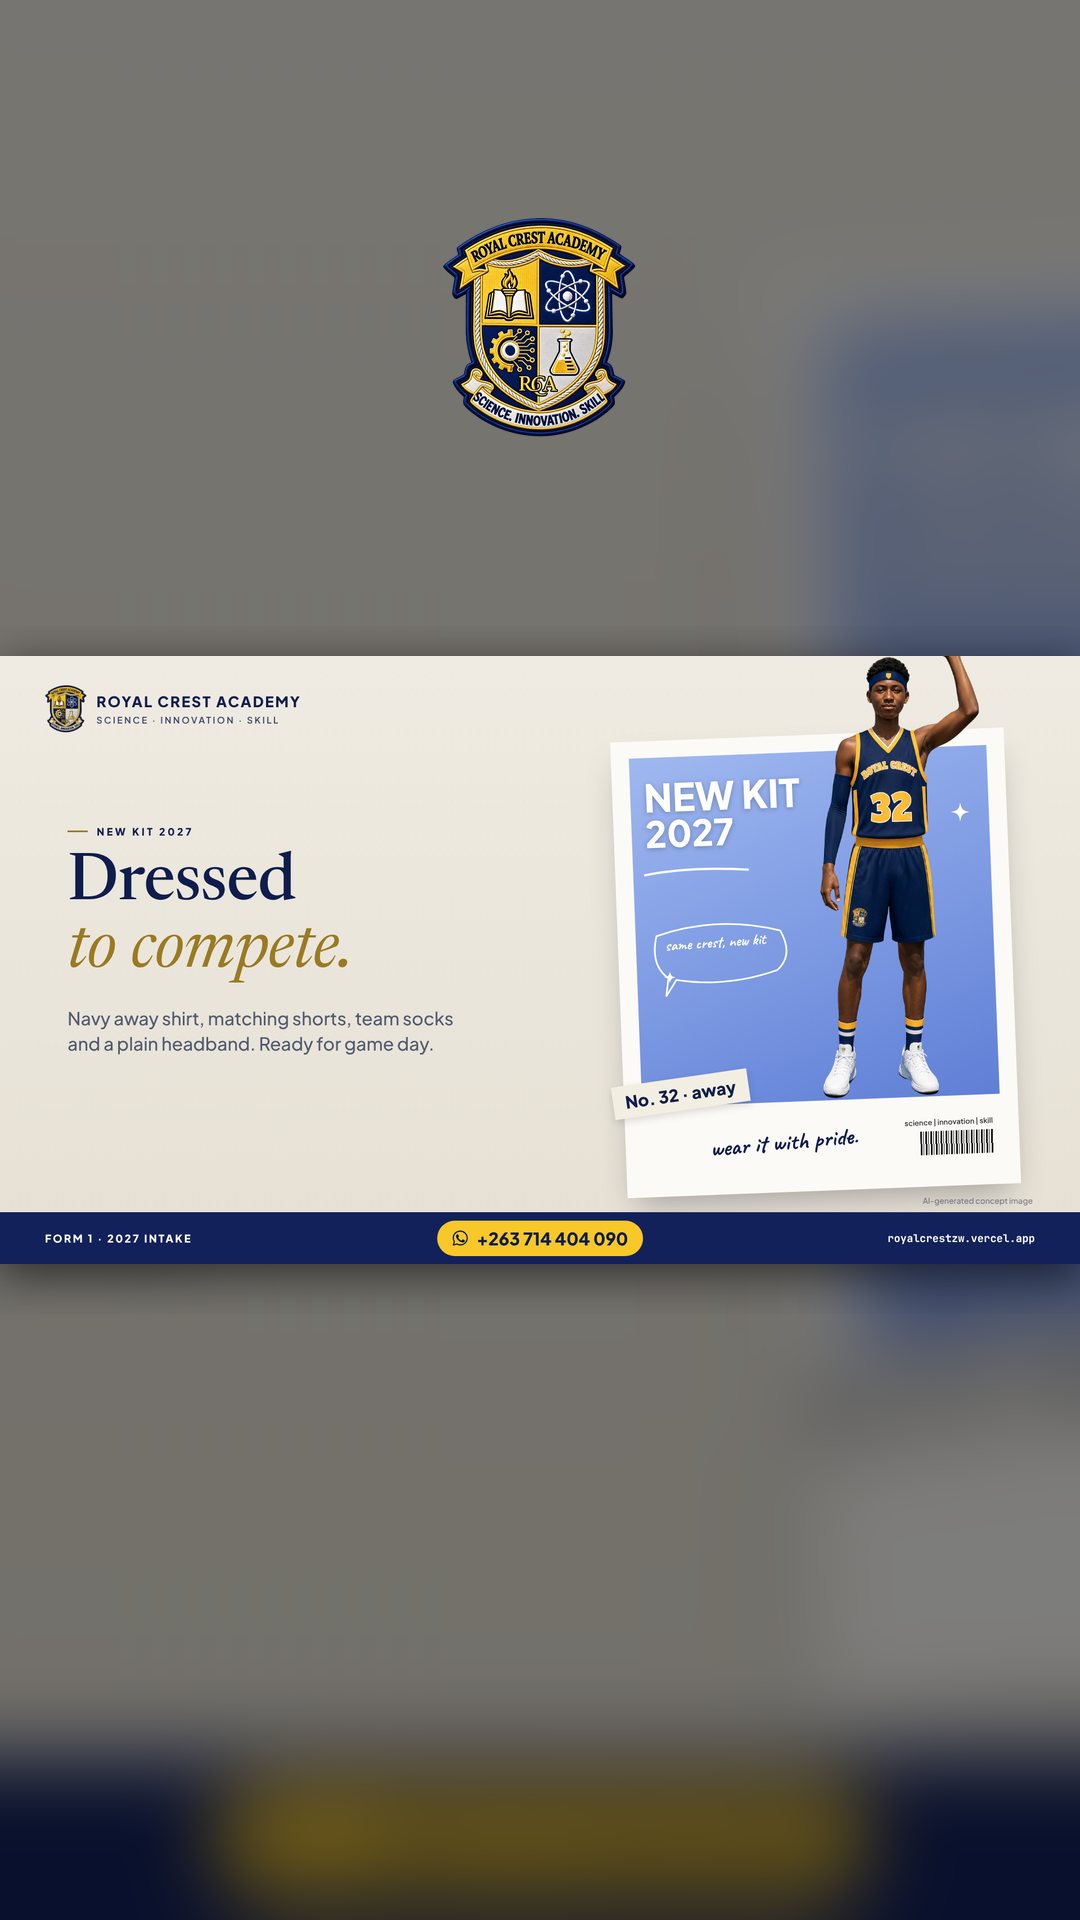 ROYAL CREST ACADEMY
RCA
SCIENCE. INNOVATION. SKILL
ROYAL CREST ACADEMY
SCIENCE · INNOVATION · SKILL
NEW KIT 2027
Dressed
to compete.
Navy away shirt, matching shorts, team socks
and a plain headband. Ready for game day.
NEW KIT
2027
same crest, new kit
ROYAL CREST
32
No. 32 · away
wear it with pride.
science | innovation | skill
AI-generated concept image
FORM 1 · 2027 INTAKE
+263 714 404 090
royalcrestzw.vercel.app